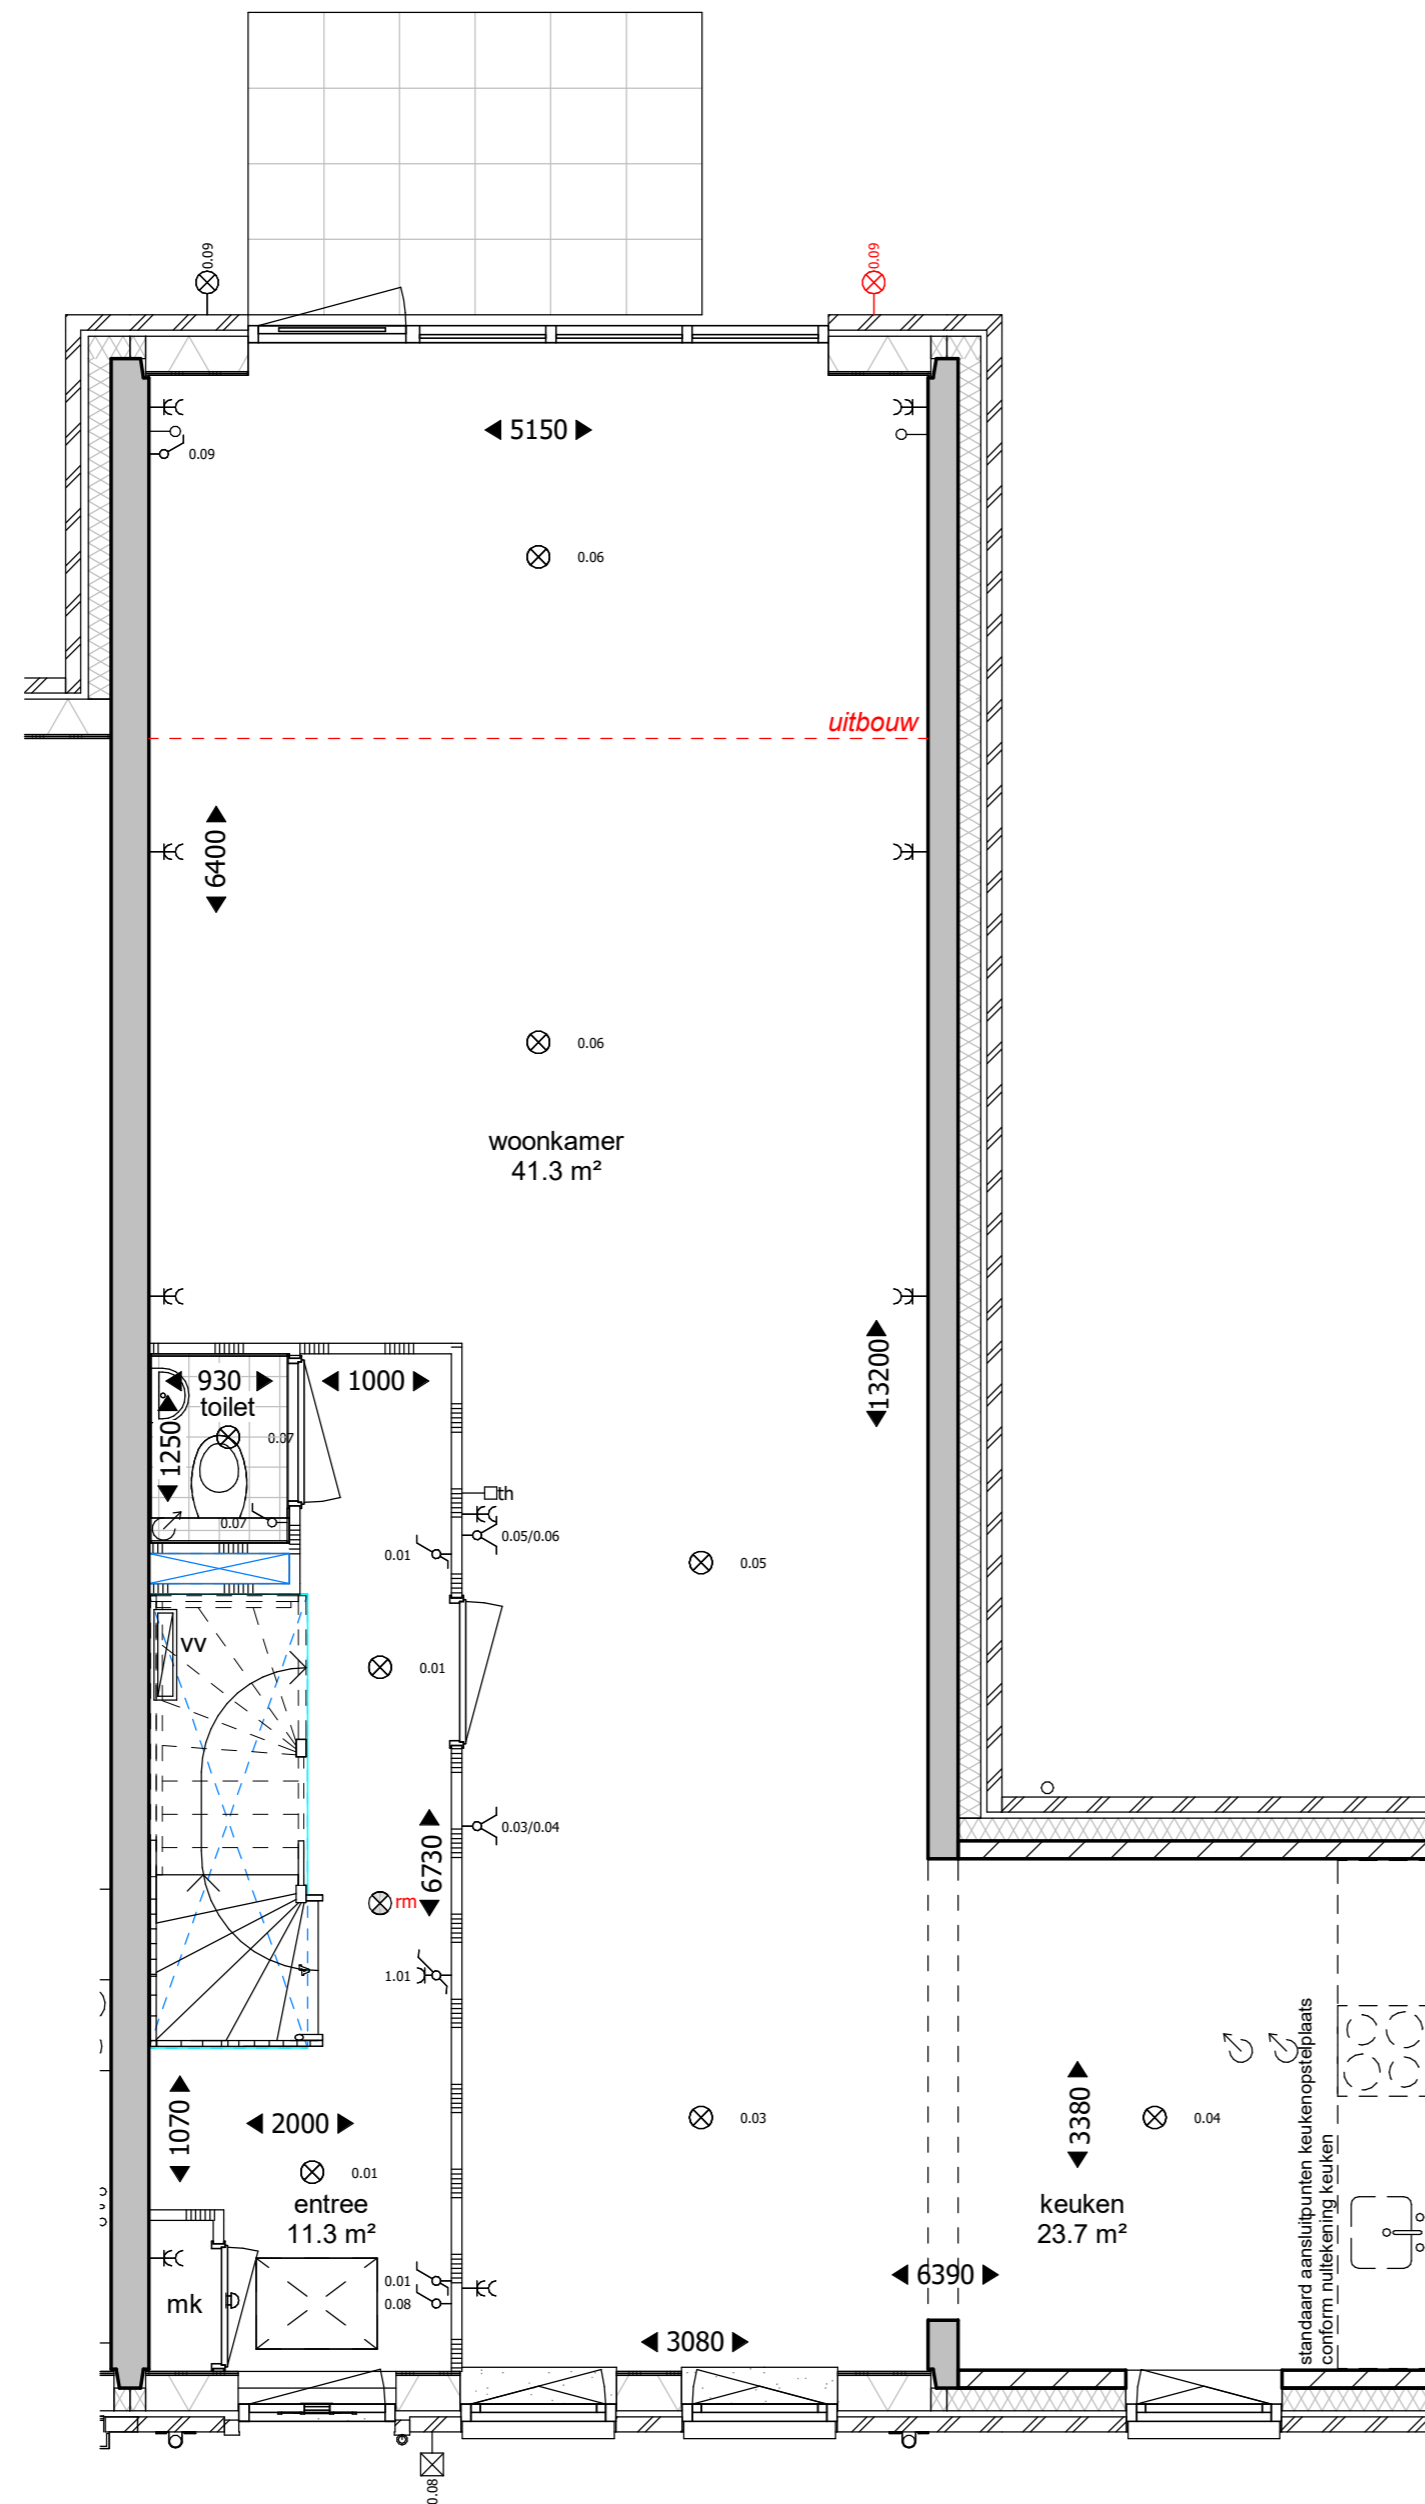 0.09
0.09
5150
0.09
0.06
uitbouw
6400
0.06
woonkamer
41.3 m²
13200
930
1000
toilet
1250
0.07
th
0.07
0.05/0.06
0.01
0.05
vv
0.01
0.03/0.04
6730
rm
1.01
standaard aansluitpunten keukenopstelplaats
conform nultekening keuken
1070
2000
0.03
3380
0.04
0.01
entree
11.3 m²
keuken
23.7 m²
6390
0.01
0.08
mk
3080
0.08